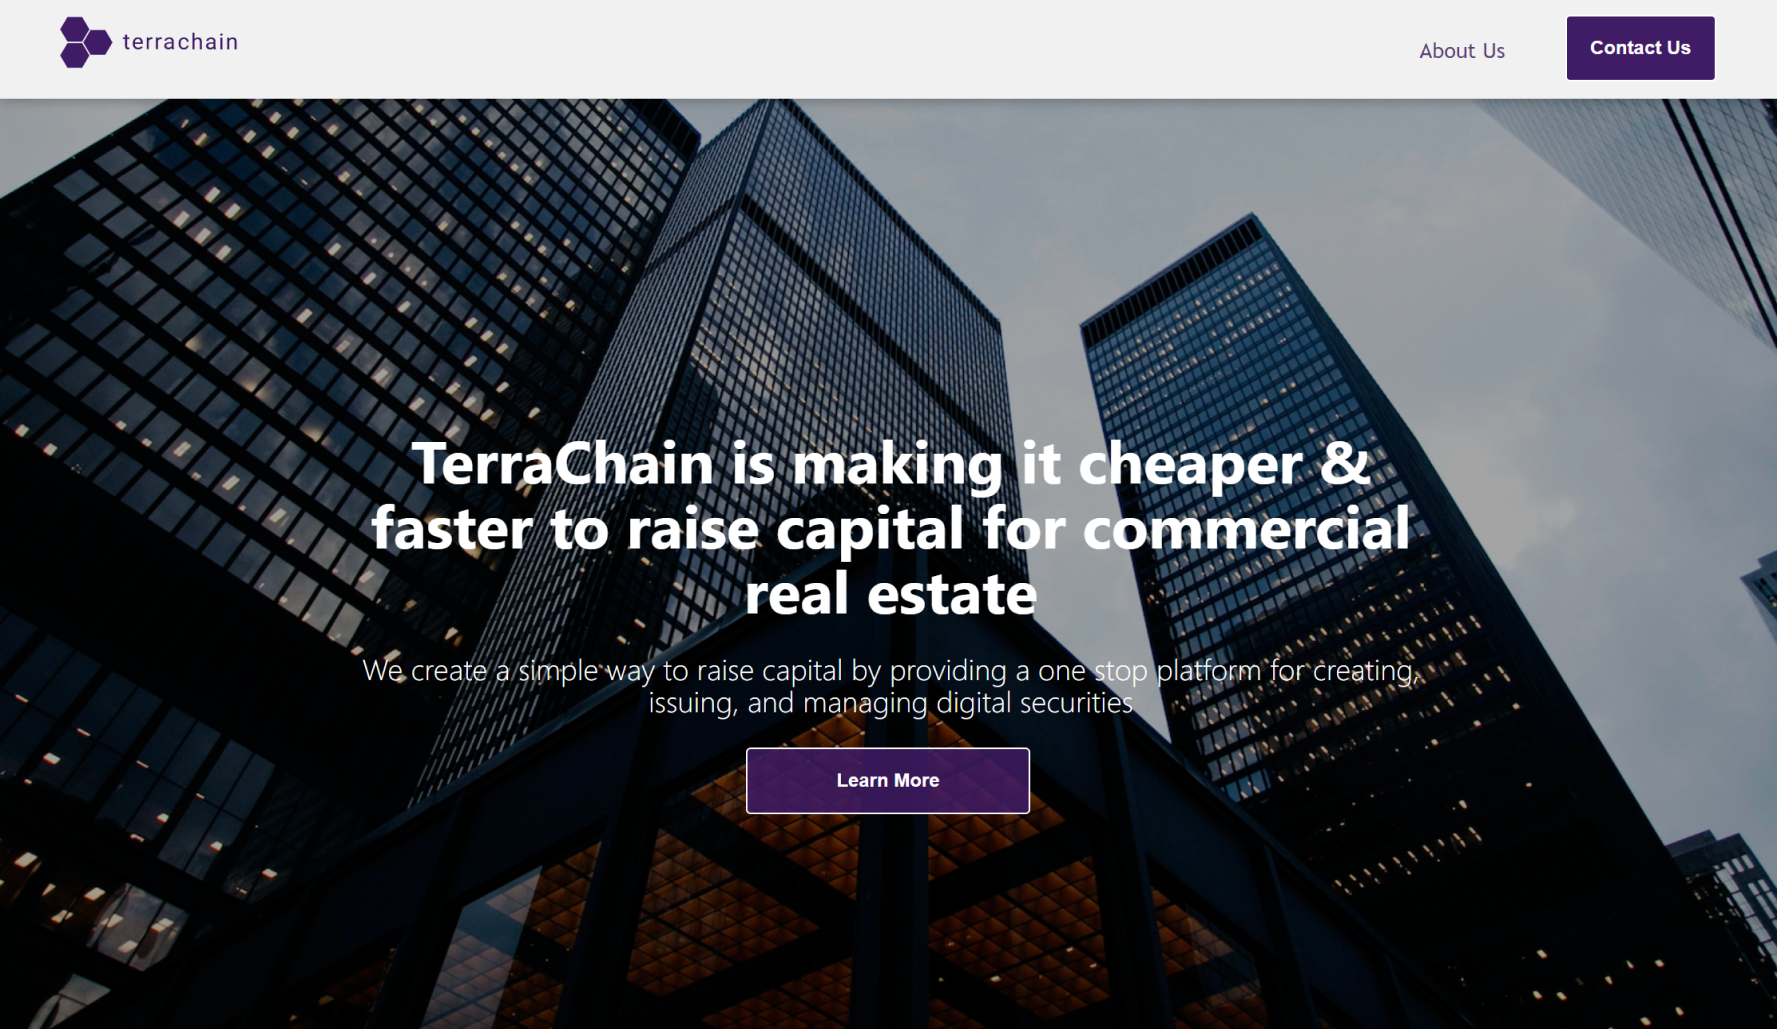 terrachain
About Us
Contact Us
TerraChain is making it cheaper &
faster to raise capital for commercial
real estate
We create a simple way to raise capital by providing a one stop platform for creating,
issuing, and managing digital securities
Learn More